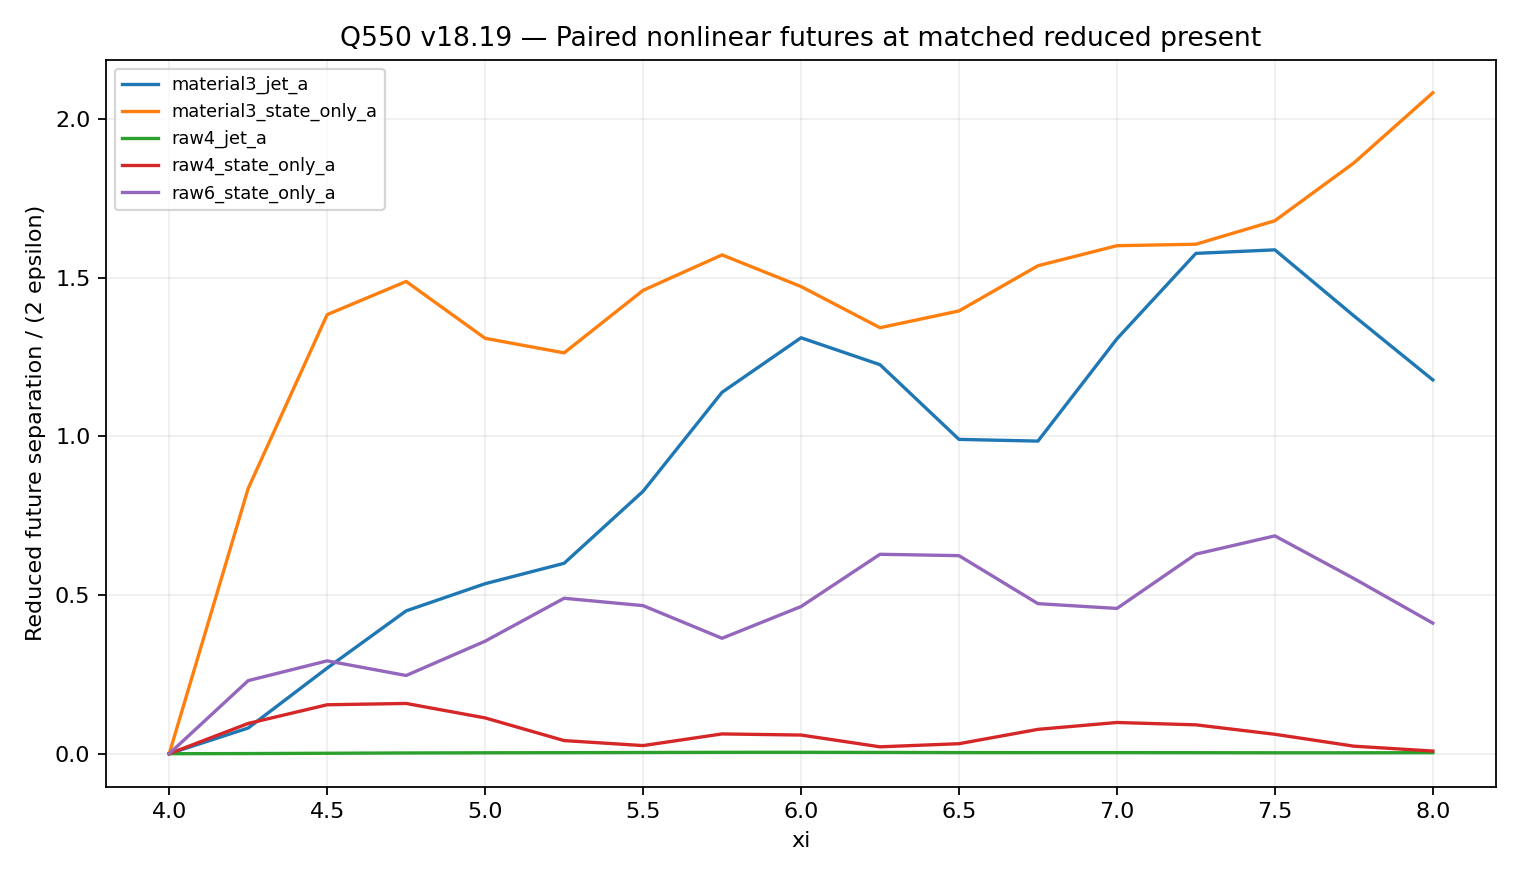 Q550 v18.19 — Paired nonlinear futures at matched reduced present
material3_jet_a
material3_state_only_a
raw4_jet_a
raw4_state_only_a
raw6_state_only_a
Reduced future separation / (2 epsilon)
2.0
1.5
1.0
0.5
0.0
4.0 4.5 5.0 5.5 6.0 6.5 7.0 7.5 8.0
xi